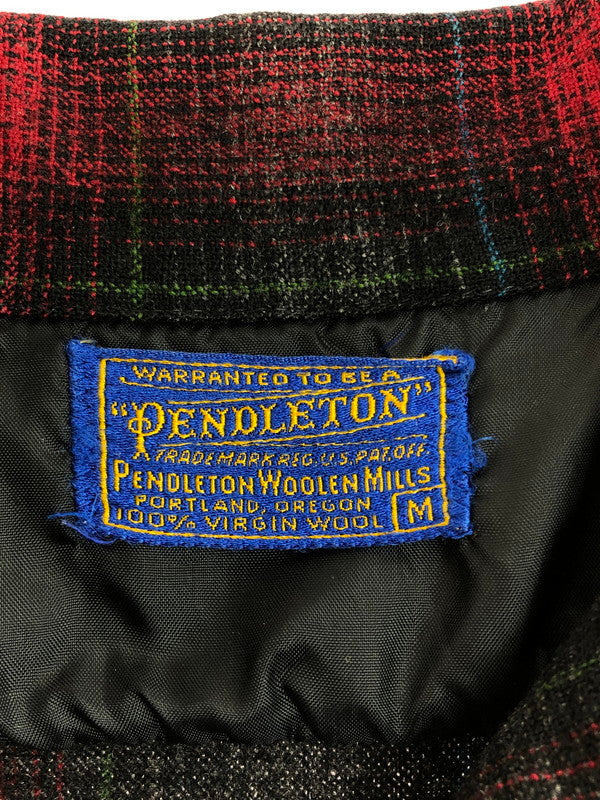 WARRANTED TO BE A
"PENDLETON"
TRADEMARK REG. U.S. PAT. OFF.
PENDLETON WOOLEN MILLS
PORTLAND, OREGON
100% VIRGIN WOOL M